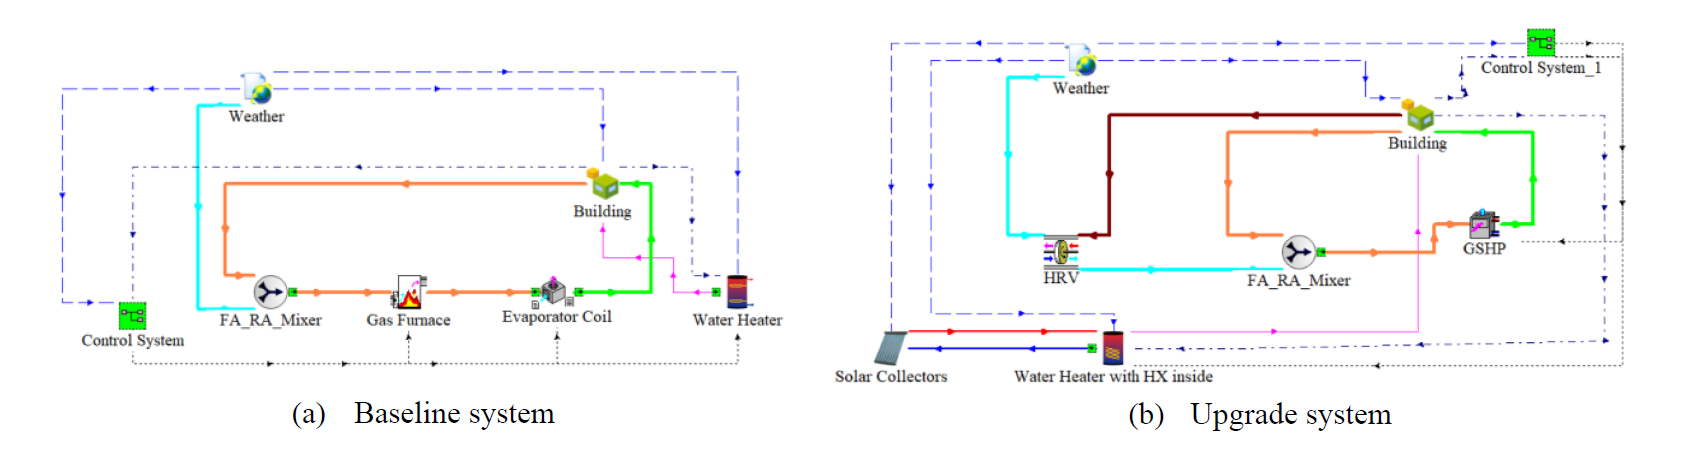 Weather
Building
FA_RA_Mixer
Gas Furnace
Evaporator Coil
Water Heater
Control System
(a) Baseline system
Control System_1
Weather
Building
HRV
FA_RA_Mixer
GSHP
Solar Collectors
Water Heater with HX inside
(b) Upgrade system